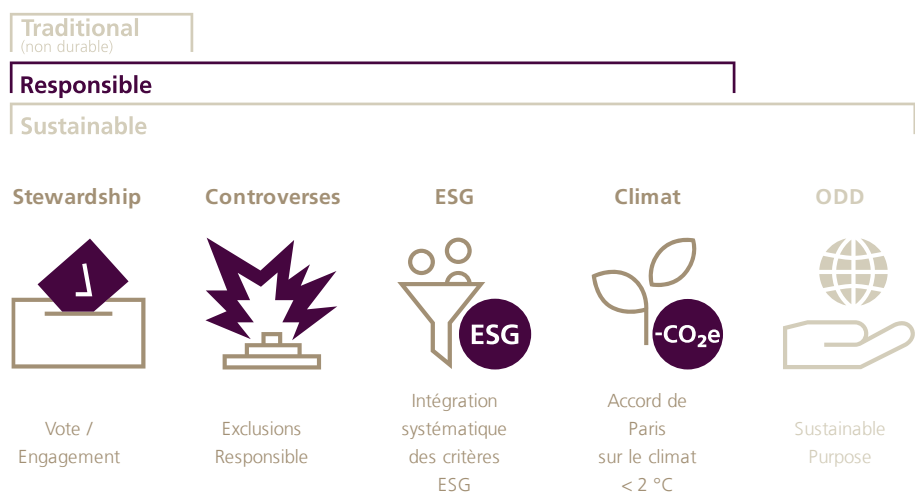 Traditional
(non durable)
Responsible
Sustainable
Stewardship
Controverses
ESG
Climat
ODD
ESG
-CO₂e
Vote /
Engagement
Exclusions
Responsible
Intégration
systématique
des critères
ESG
Accord de
Paris
sur le climat
< 2 °C
Sustainable
Purpose